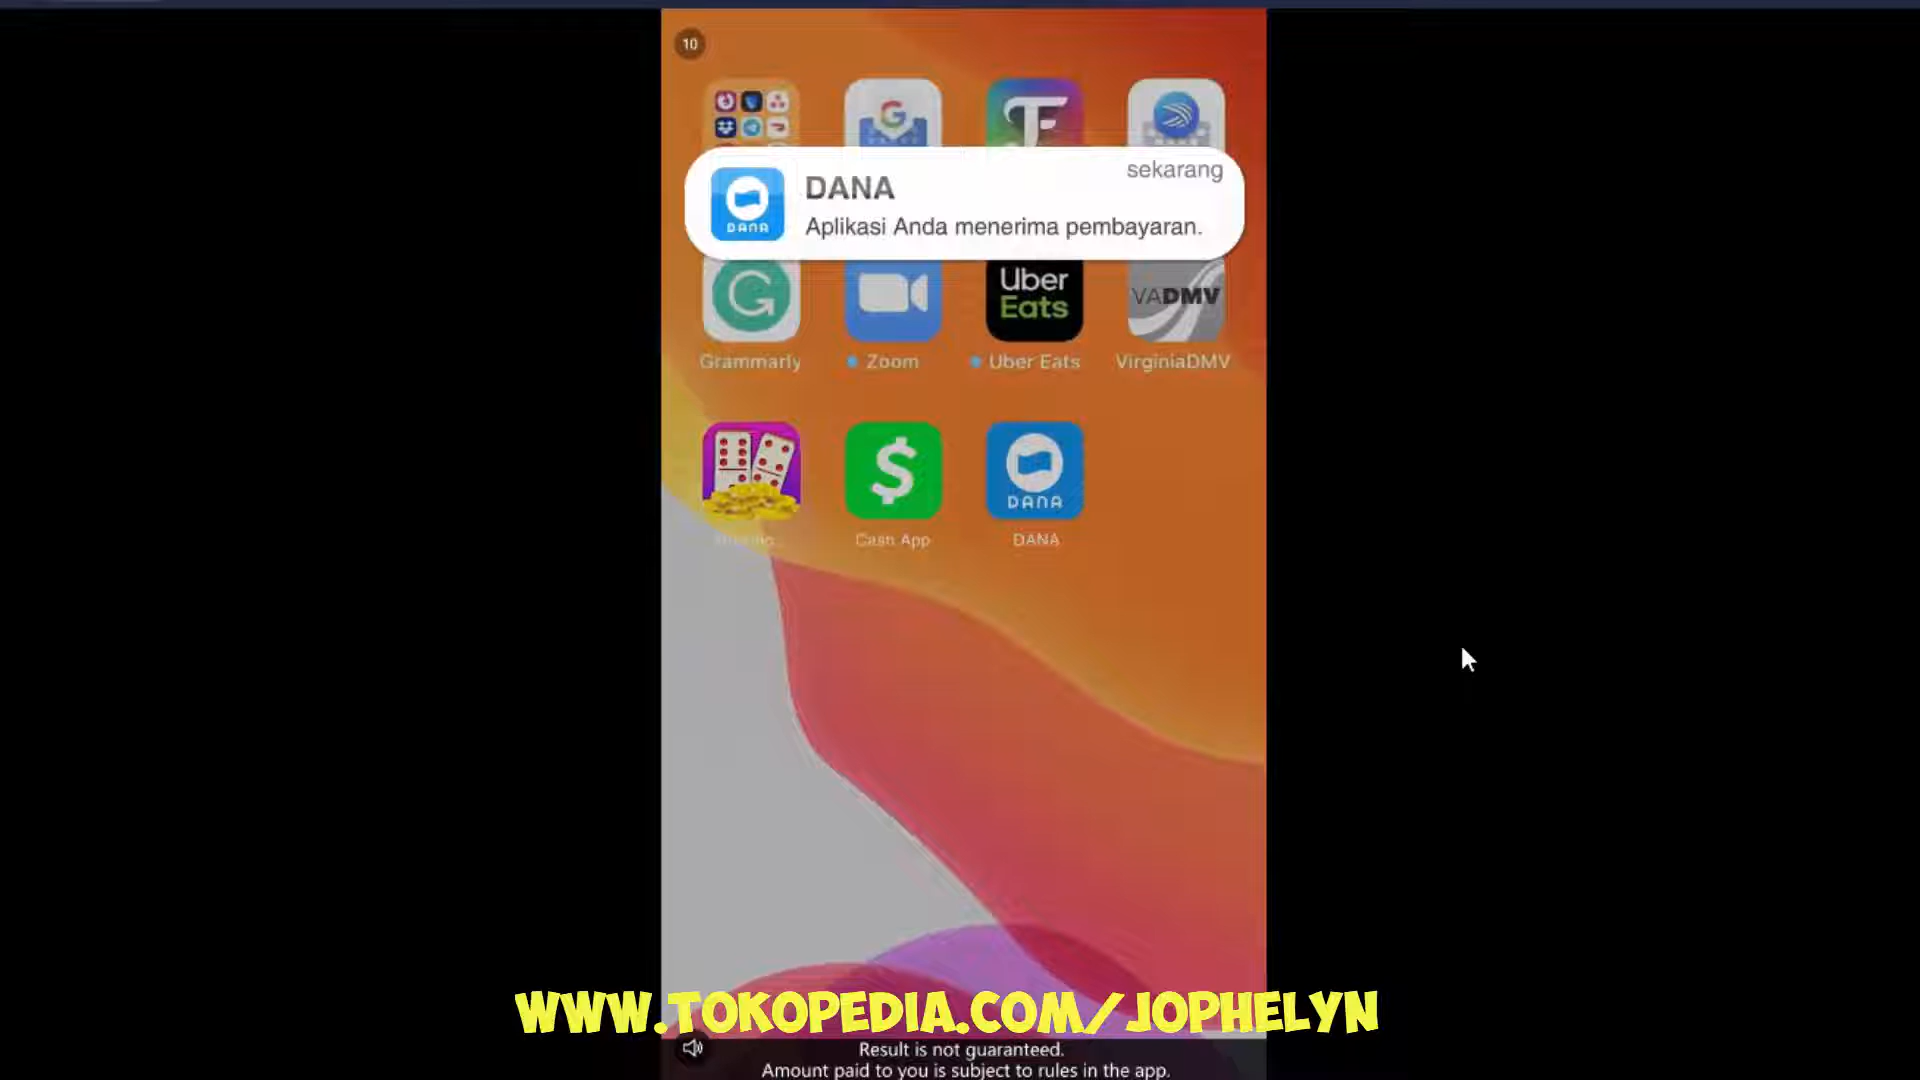 10
sekarang
DANA
DANA
Aplikasi Anda menerima pembayaran.
Uber
Eats
VADMV
Grammarly
Zoom
Uber Eats
VirginiaDMV
DANA
Cash App
DANA
WWW.TOKOPEDIA.COM/JOPHELYN
Result is not guaranteed.
Amount paid to you is subject to rules in the app.